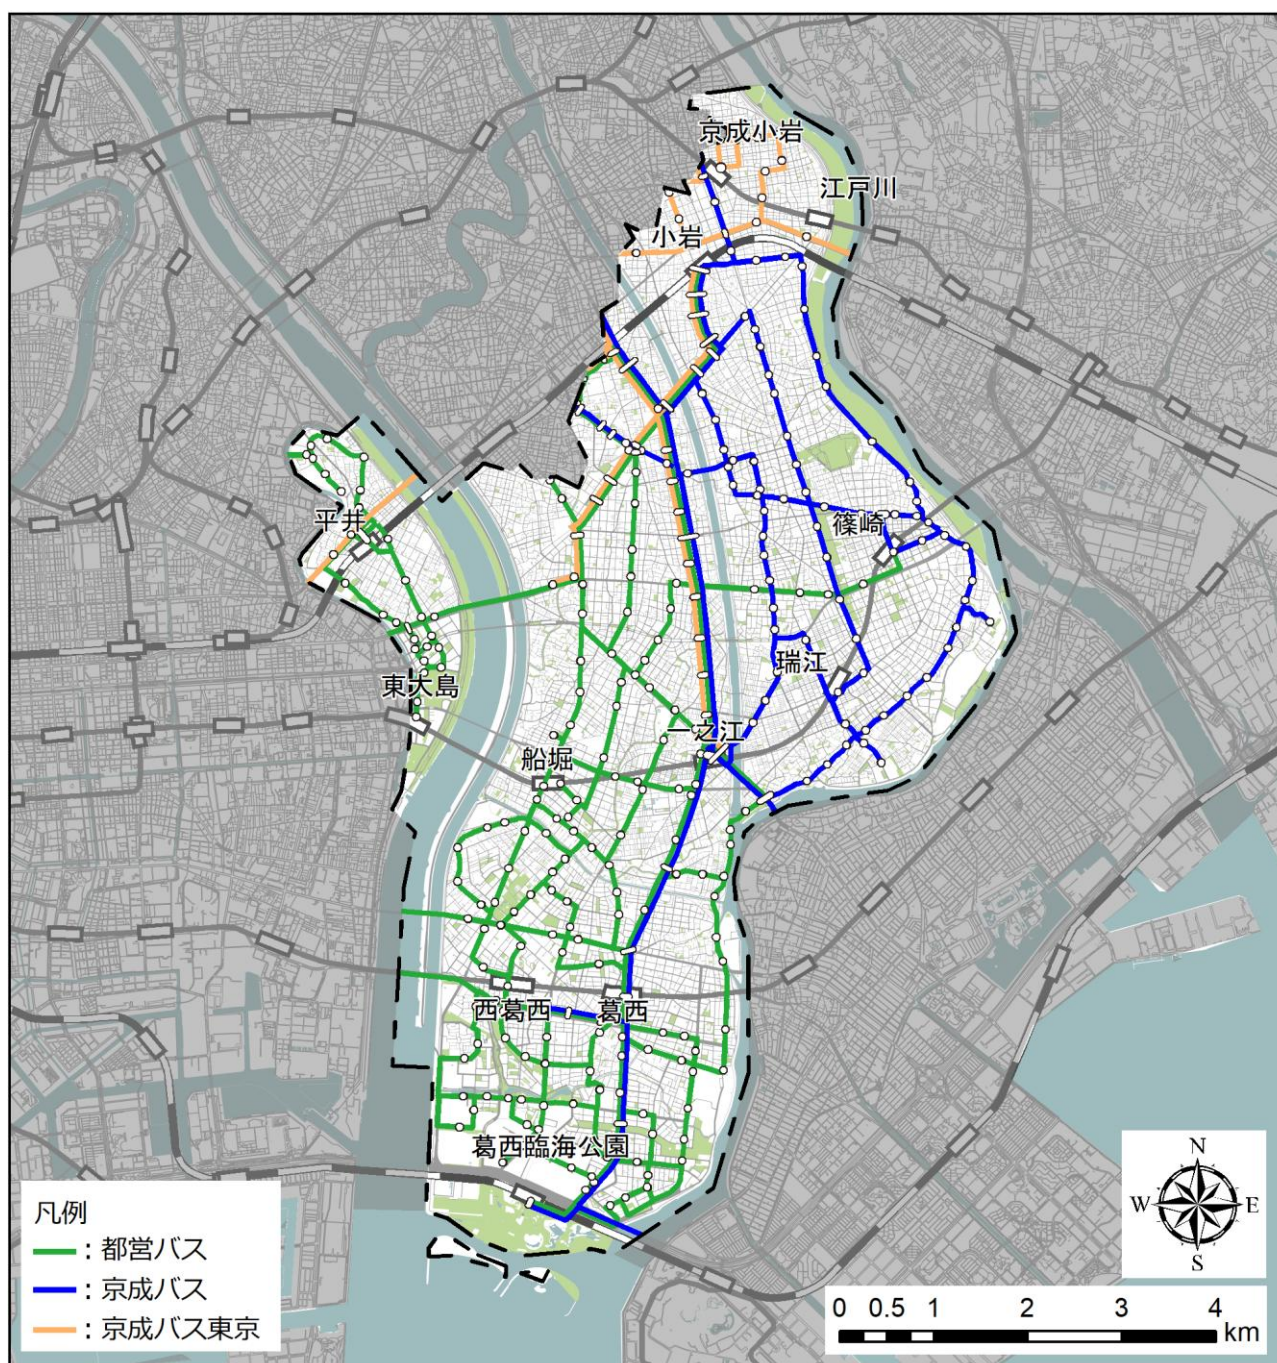 京成小岩
江戸川
小岩
平井
篠崎
瑞江
東大島
一之江
船堀
西葛西
葛西
葛西臨海公園
凡例
：都営バス
：京成バス
：京成バス東京
N
W
E
S
0 0.5 1 2 3 4
km